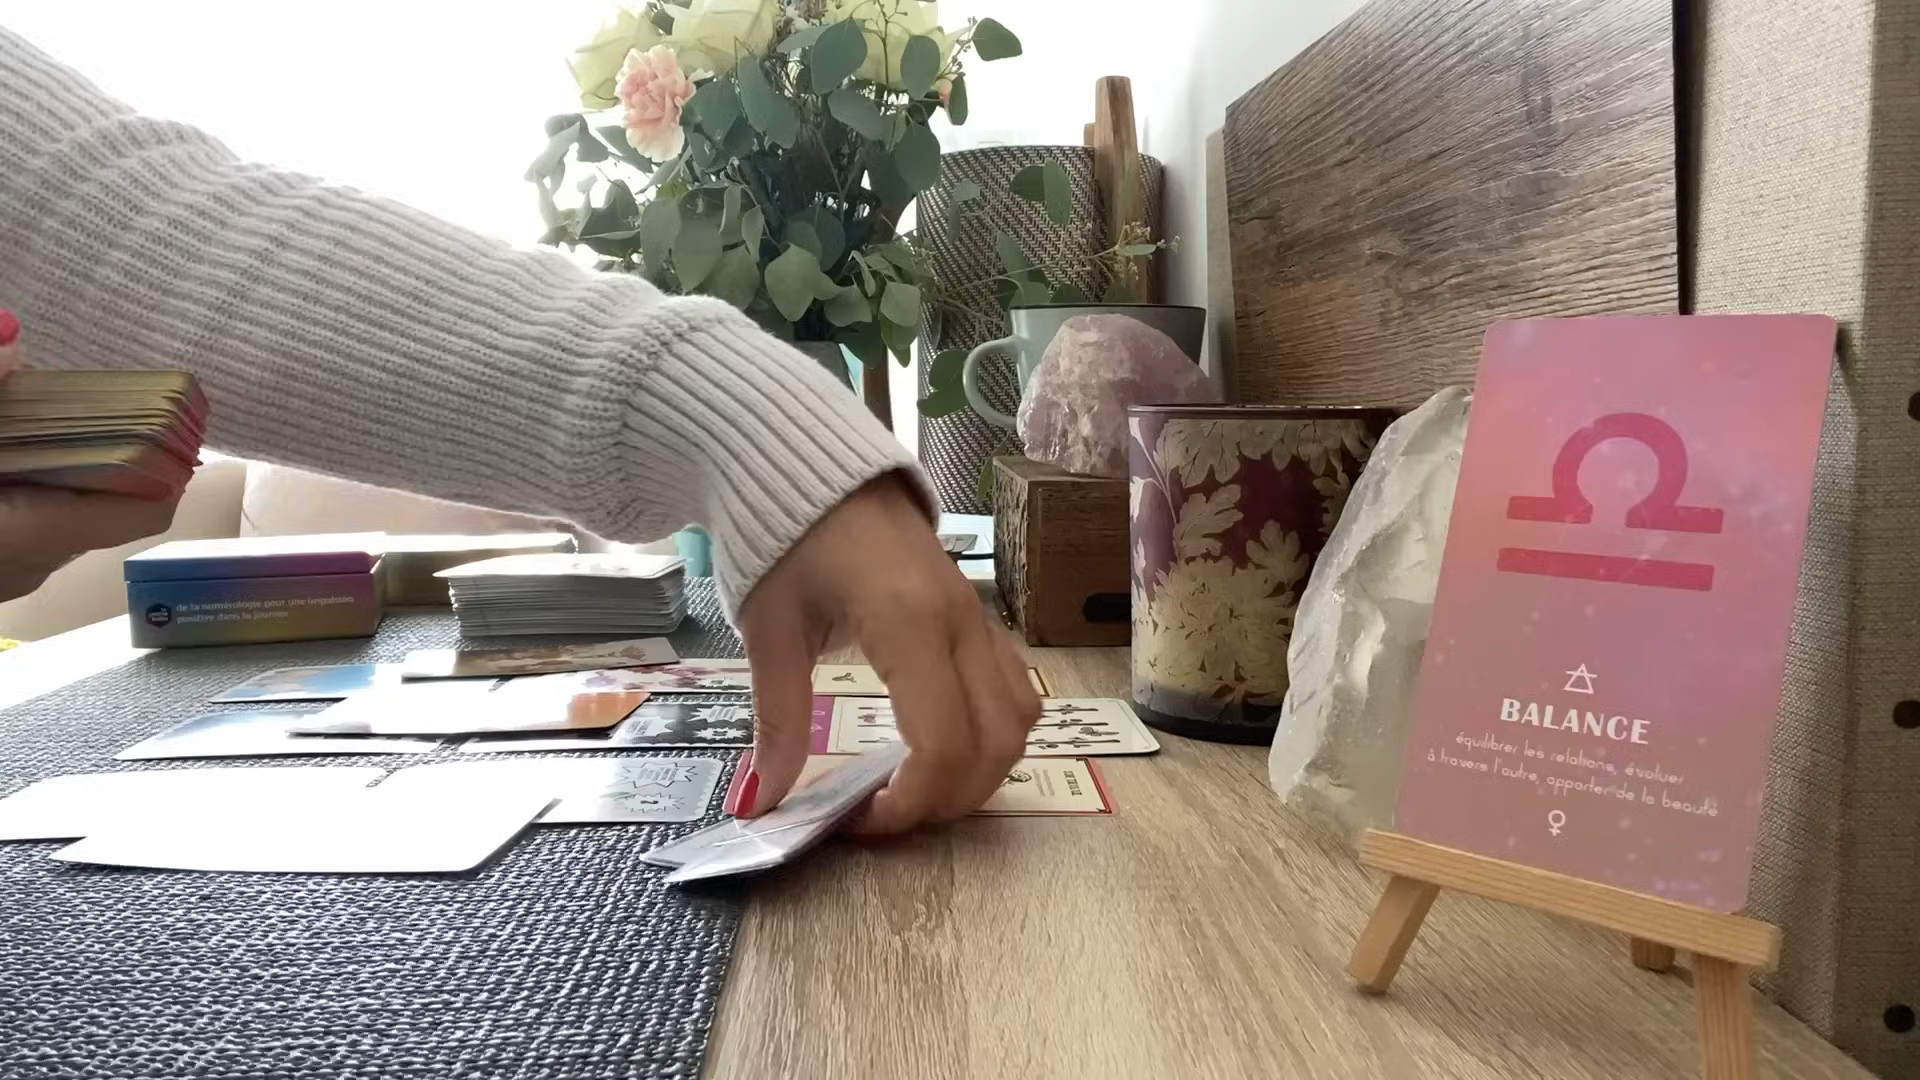 de la numérologie pour une impulsion
positive dans la journée
BALANCE
équilibrer les relations, évoluer
à travers l'autre, apporter de la beauté